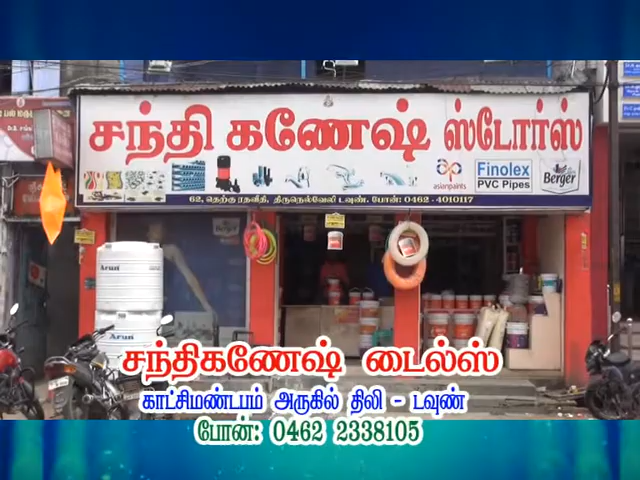 சந்தி கணேஷ் ஸ்டோர்ஸ்
asianpaints
Finolex
PVC Pipes
Berger
62, தெற்கு ரதவீதி, திருநெல்வேலி டவுண். போன்: 0462 - 4010117
Arun
Arun
சந்திகணேஷ் டைல்ஸ்
காட்சிமண்டபம் அருகில் திலி - டவுண்
போன்: 0462 2338105